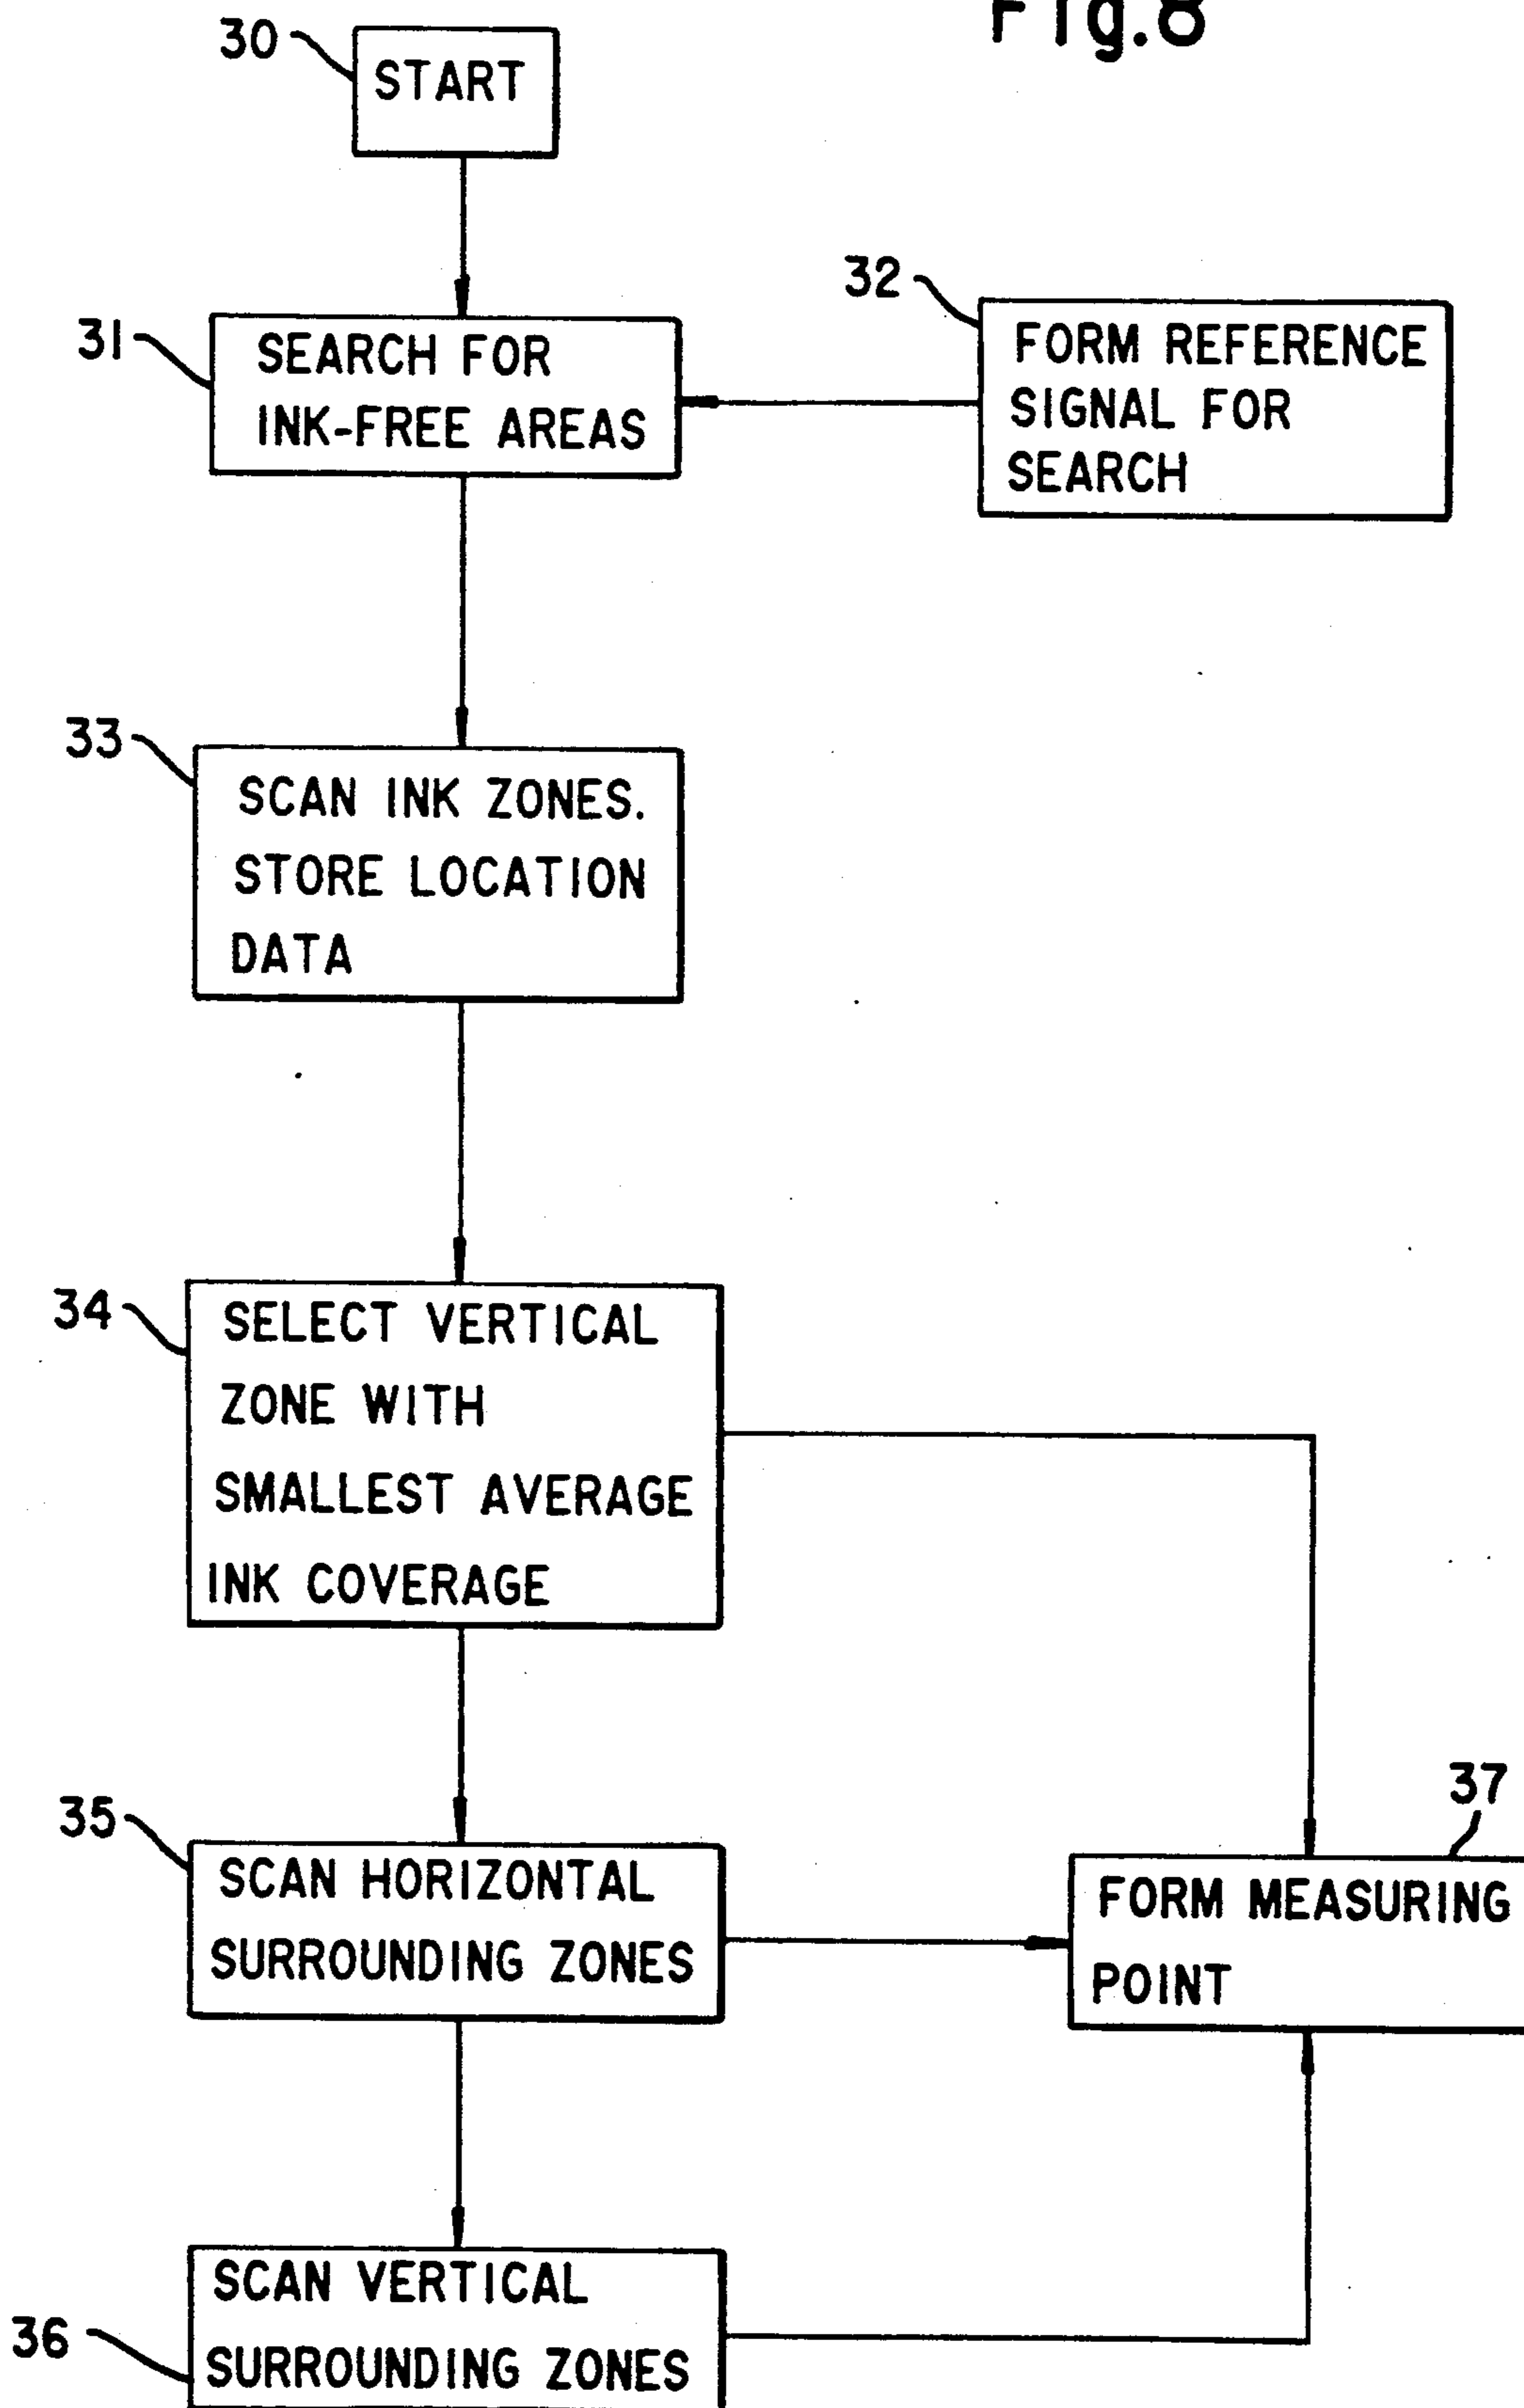 Fig.8
30
START
31
SEARCH FOR
INK-FREE AREAS
32
FORM REFERENCE
SIGNAL FOR
SEARCH
33
SCAN INK ZONES.
STORE LOCATION
DATA
34
SELECT VERTICAL
ZONE WITH
SMALLEST AVERAGE
INK COVERAGE
35
SCAN HORIZONTAL
SURROUNDING ZONES
37
FORM MEASURING
POINT
36
SCAN VERTICAL
SURROUNDING ZONES